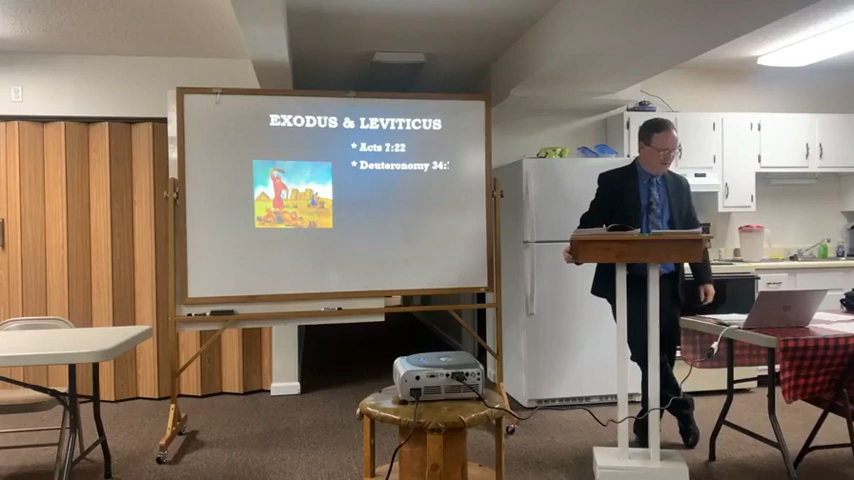 EXODUS & LEVITICUS
* Acts 7:22
* Deuteronomy 34: